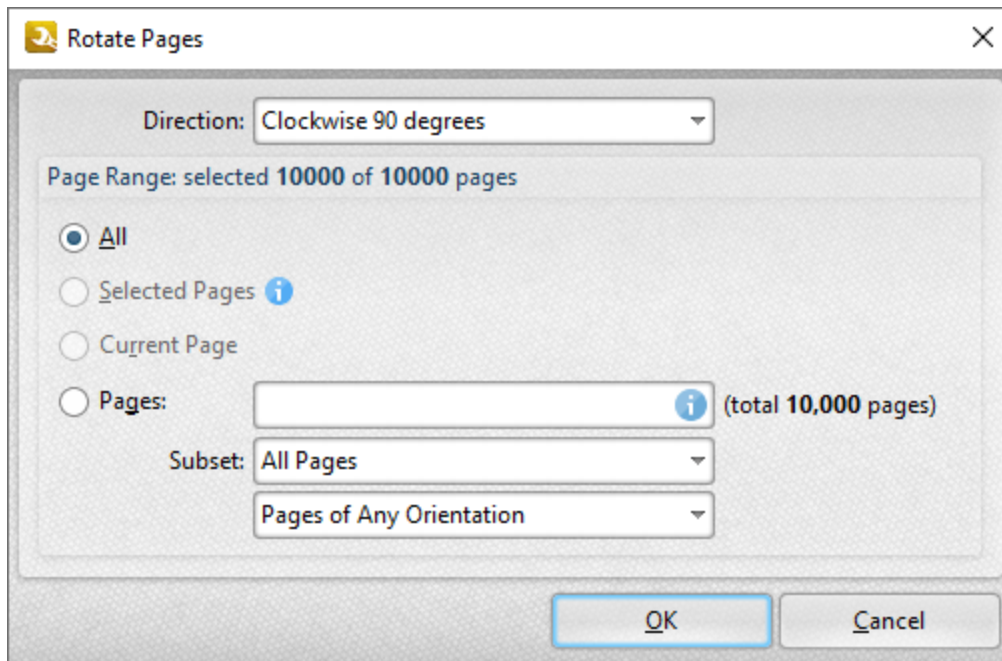 Rotate Pages
Direction: Clockwise 90 degrees
Page Range: selected 10000 of 10000 pages
All
Selected Pages
Current Page
Pages: (total 10,000 pages)
Subset: All Pages
Pages of Any Orientation
OK Cancel